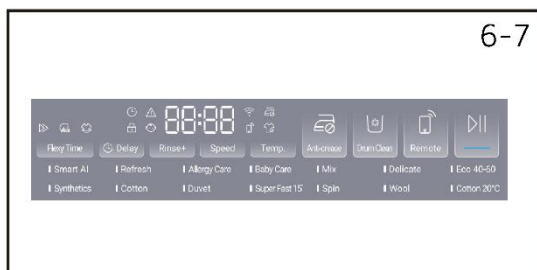 6-7
88:88
Flexy Time Delay Rinse+ Speed Temp. Anti-crease Drum Clean Remote
Smart AI Refresh Allergy Care Baby Care Mix Delicate Eco 40-60
Synthetics Cotton Duvet Super Fast 15' Spin Wool Cotton 20°C